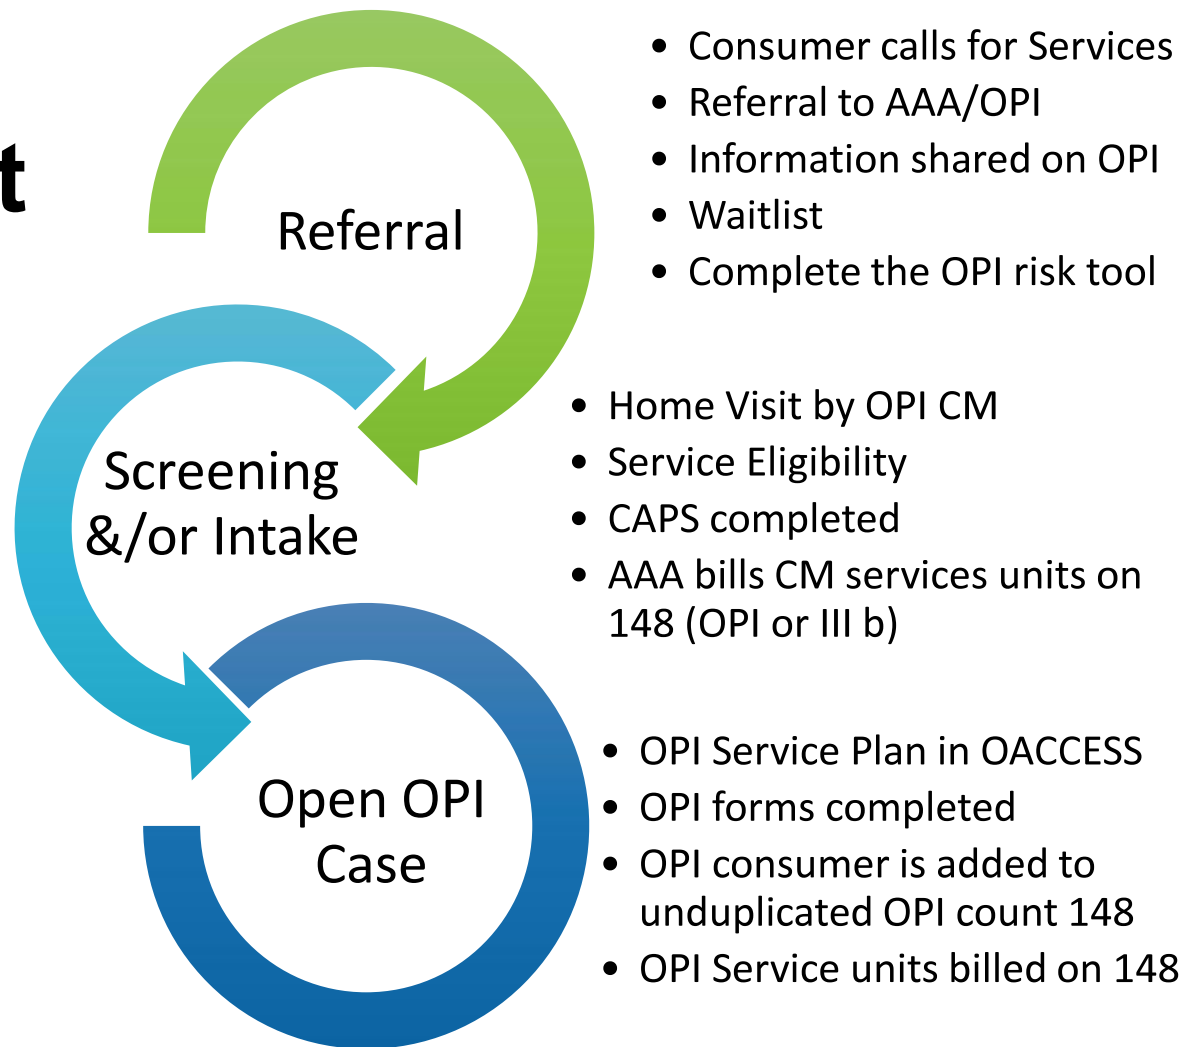 t
Referral
• Consumer calls for Services
• Referral to AAA/OPI
• Information shared on OPI
• Waitlist
• Complete the OPI risk tool
Screening
&/or Intake
• Home Visit by OPI CM
• Service Eligibility
• CAPS completed
• AAA bills CM services units on
148 (OPI or III b)
Open OPI
Case
• OPI Service Plan in OACCESS
• OPI forms completed
• OPI consumer is added to
unduplicated OPI count 148
• OPI Service units billed on 148